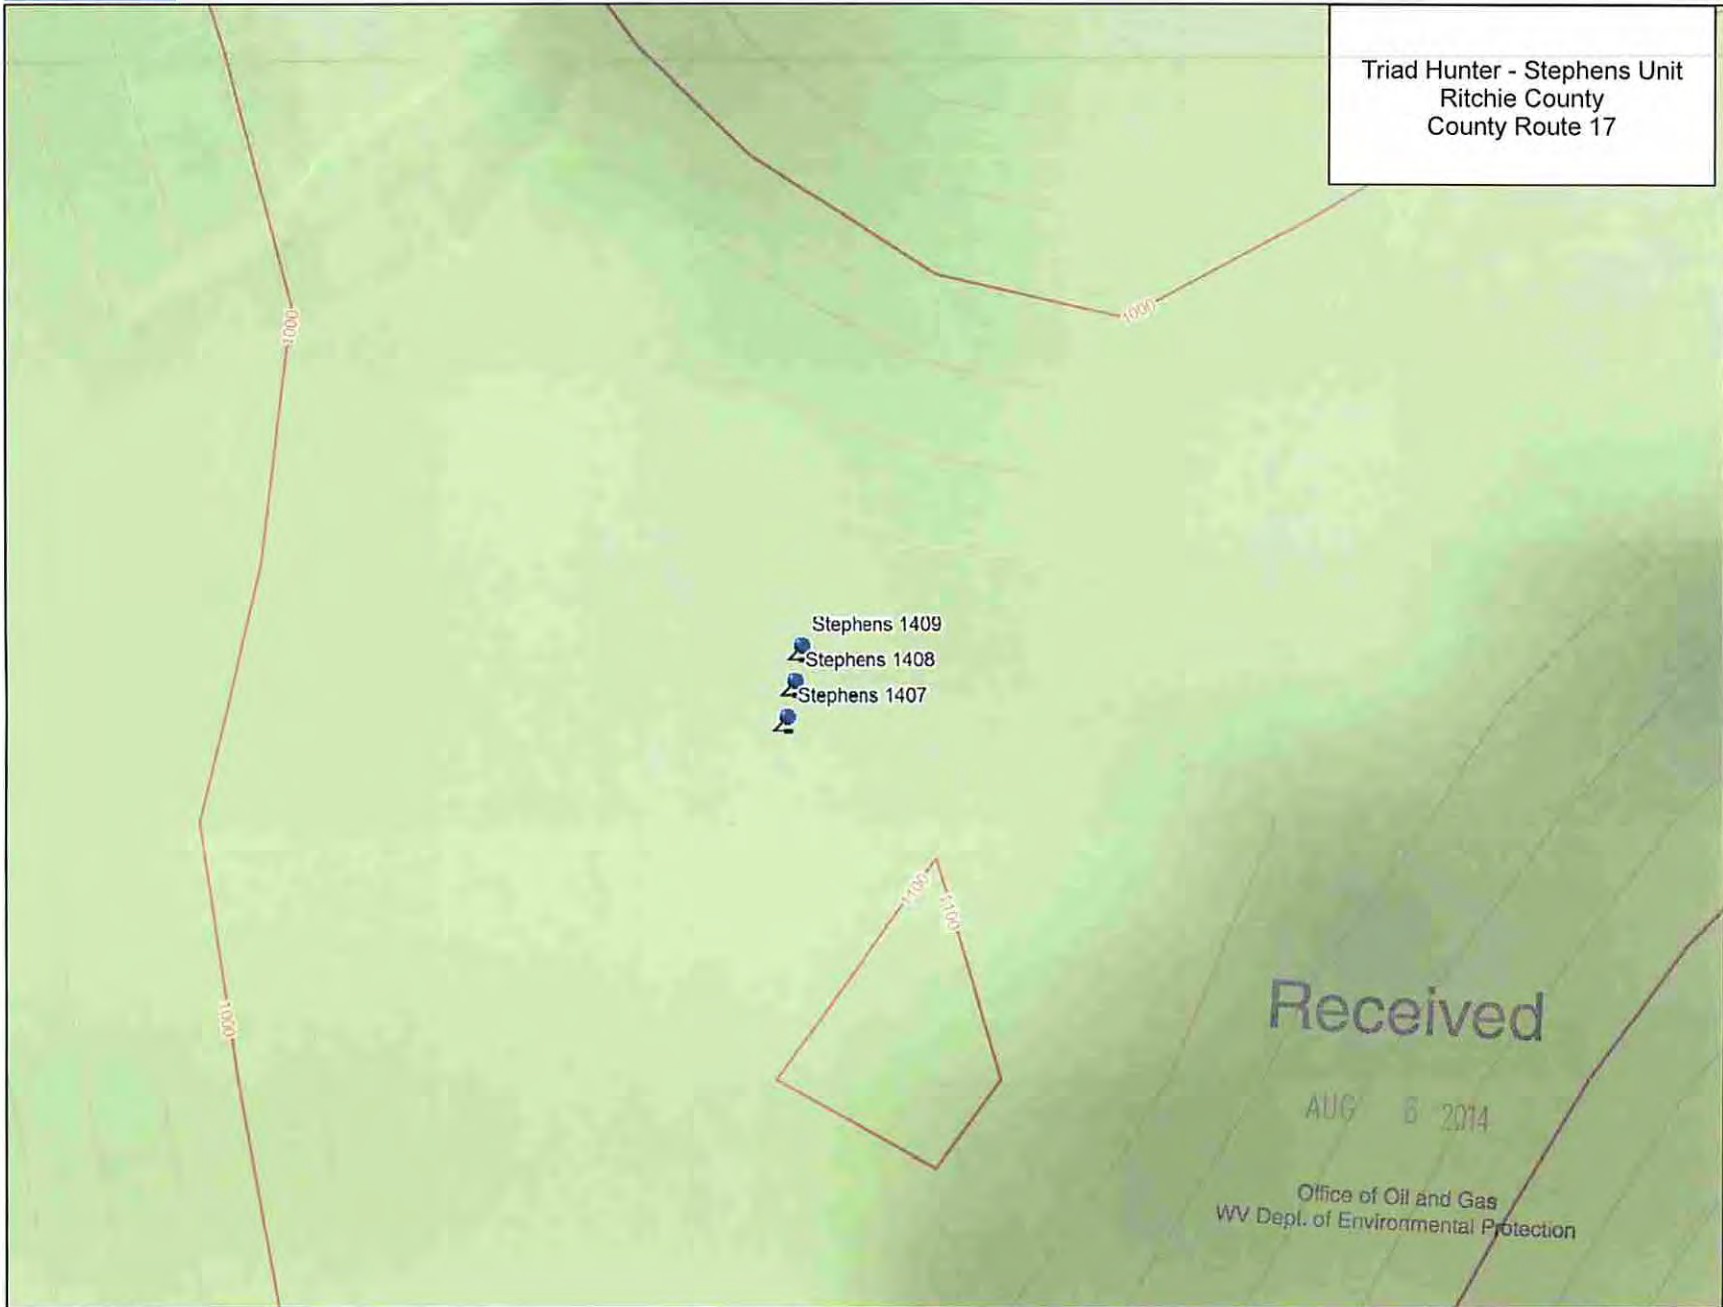 Triad Hunter - Stephens Unit
Ritchie County
County Route 17
1000
1000
Stephens 1409
Stephens 1408
Stephens 1407
1100
1100
1000
Received
AUG 6 2014
Office of Oil and Gas
WV Dept. of Environmental Protection